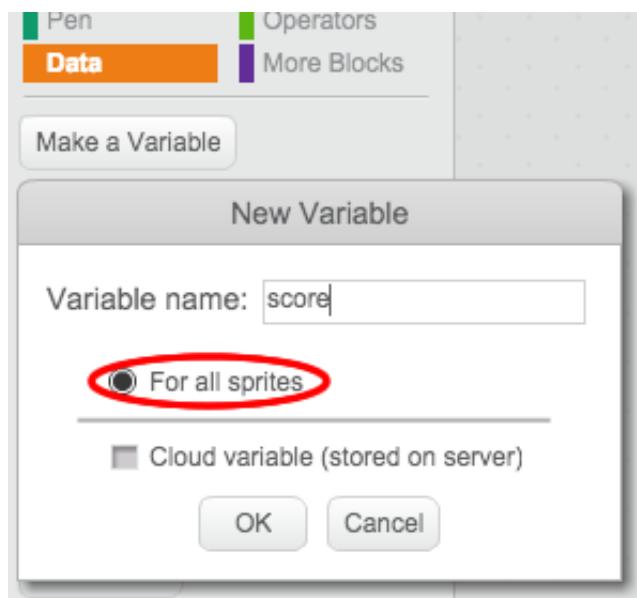 Pen Operators
Data More Blocks
Make a Variable
New Variable
Variable name: score
For all sprites
Cloud variable (stored on server)
OK Cancel